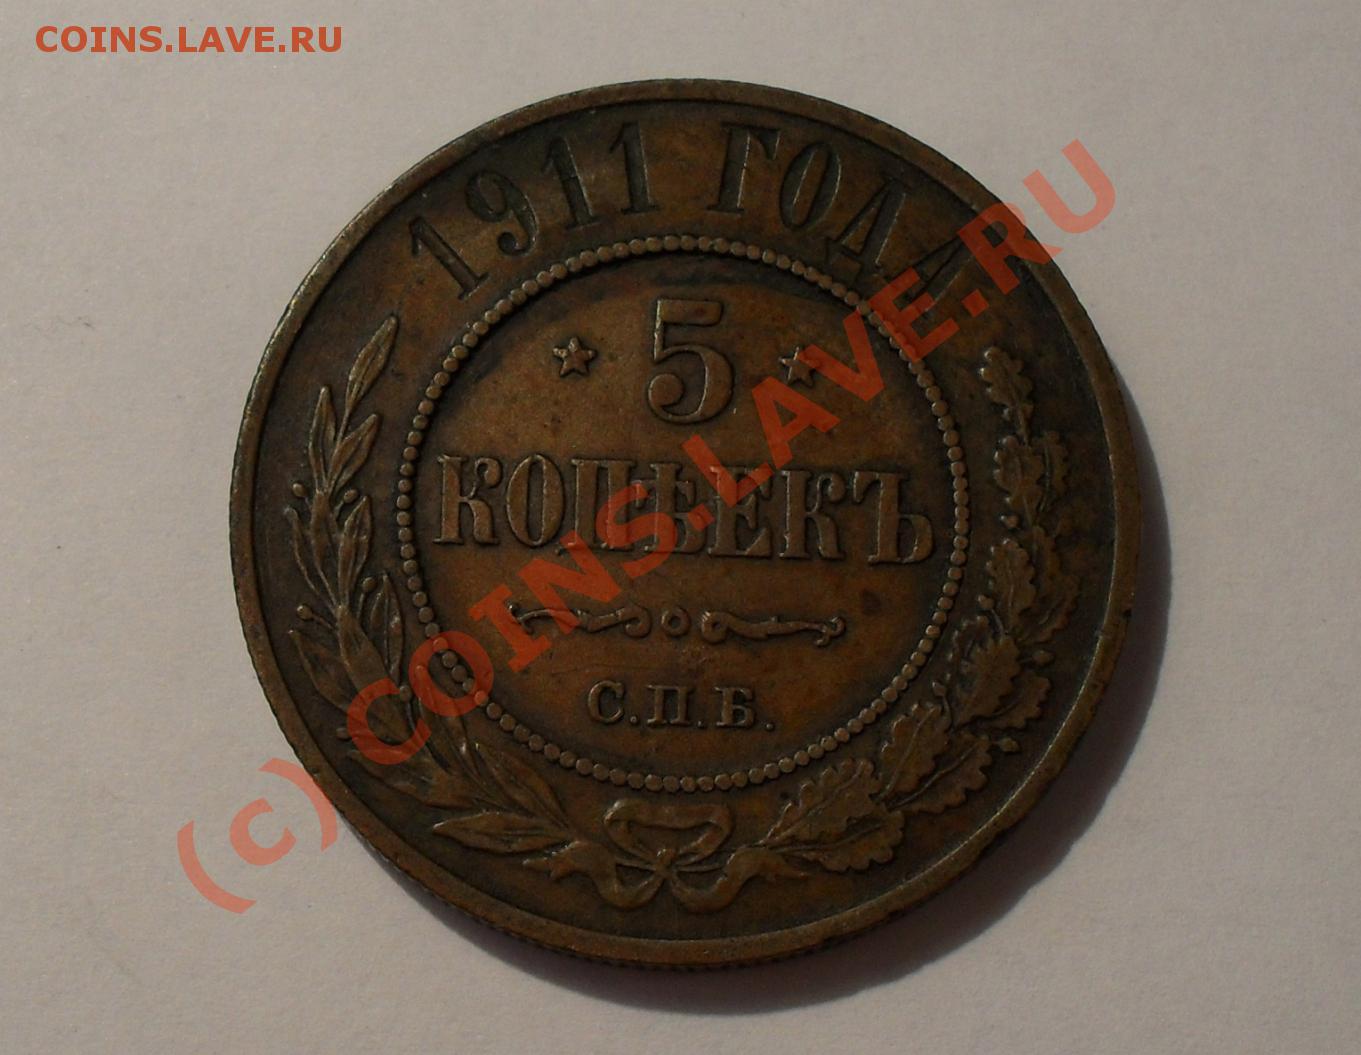 COINS.LAVE.RU
1911 ГОДА
5
КОПѢЕКЪ
С.П.Б.
(c) COINS.LAVE.RU